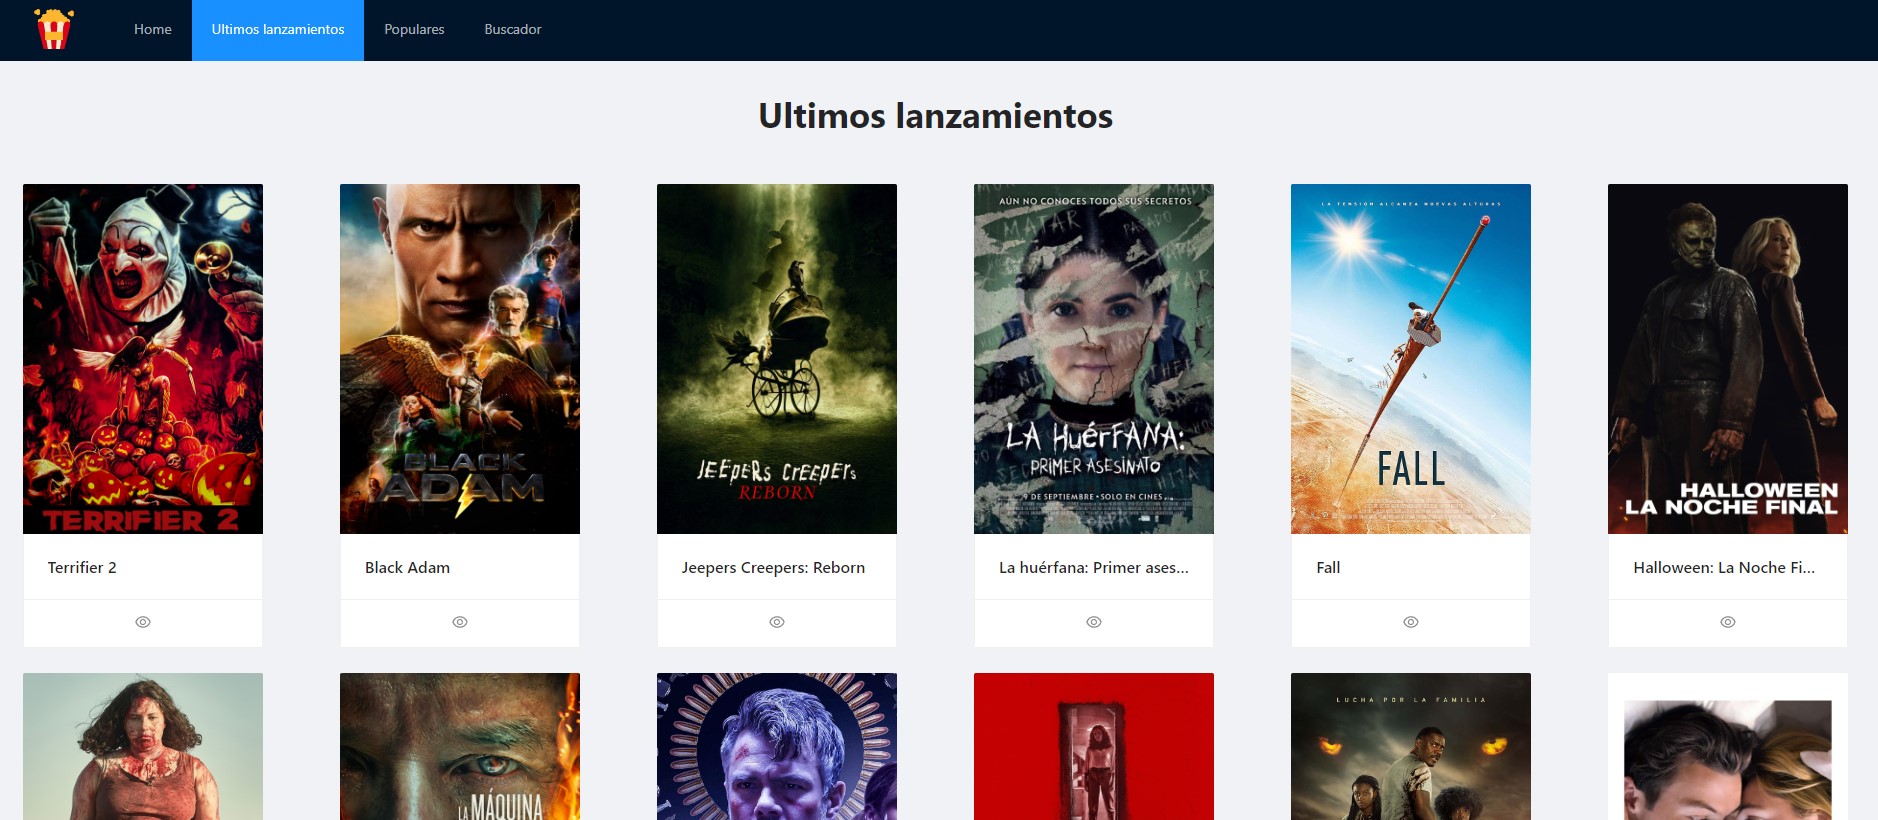 Home
Ultimos lanzamientos
Populares
Buscador
Ultimos lanzamientos
TERRIFIER 2
BLACK
ADAM
JEEPERS CREEPERS
REBORN
AÚN NO CONOCES TODOS SUS SECRETOS
MATAR
LA HuéRFANA:
PRIMER ASESINATO
9 DE SEPTIEMBRE • SOLO EN CINES
LA TENSIÓN ALCANZA NUEVAS ALTURAS
FALL
HALLOWEEN
LA NOCHE FINAL
Terrifier 2
Black Adam
Jeepers Creepers: Reborn
La huérfana: Primer ases...
Fall
Halloween: La Noche Fi...
LA MÁQUINA
LUCHA POR LA FAMILIA